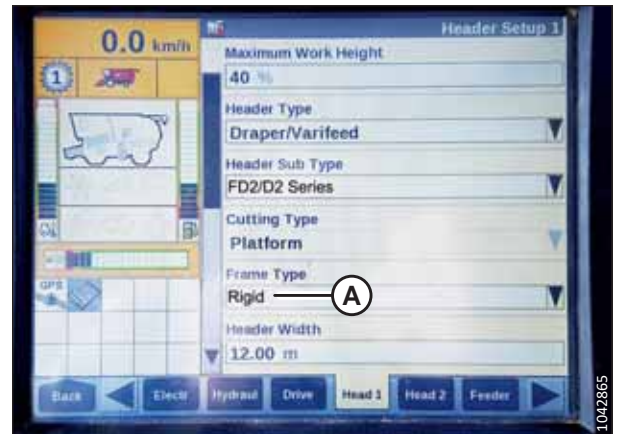 0.0 km/h
Header Setup 1
1
Maximum Work Height
40 %
Header Type
Draper/Varifeed
Header Sub Type
FD2/D2 Series
Cutting Type
Platform
Frame Type
GPS
Rigid
A
Header Width
12.00 m
Back
Electr
Hydraul
Drive
Head 1
Head 2
Feeder
1042865